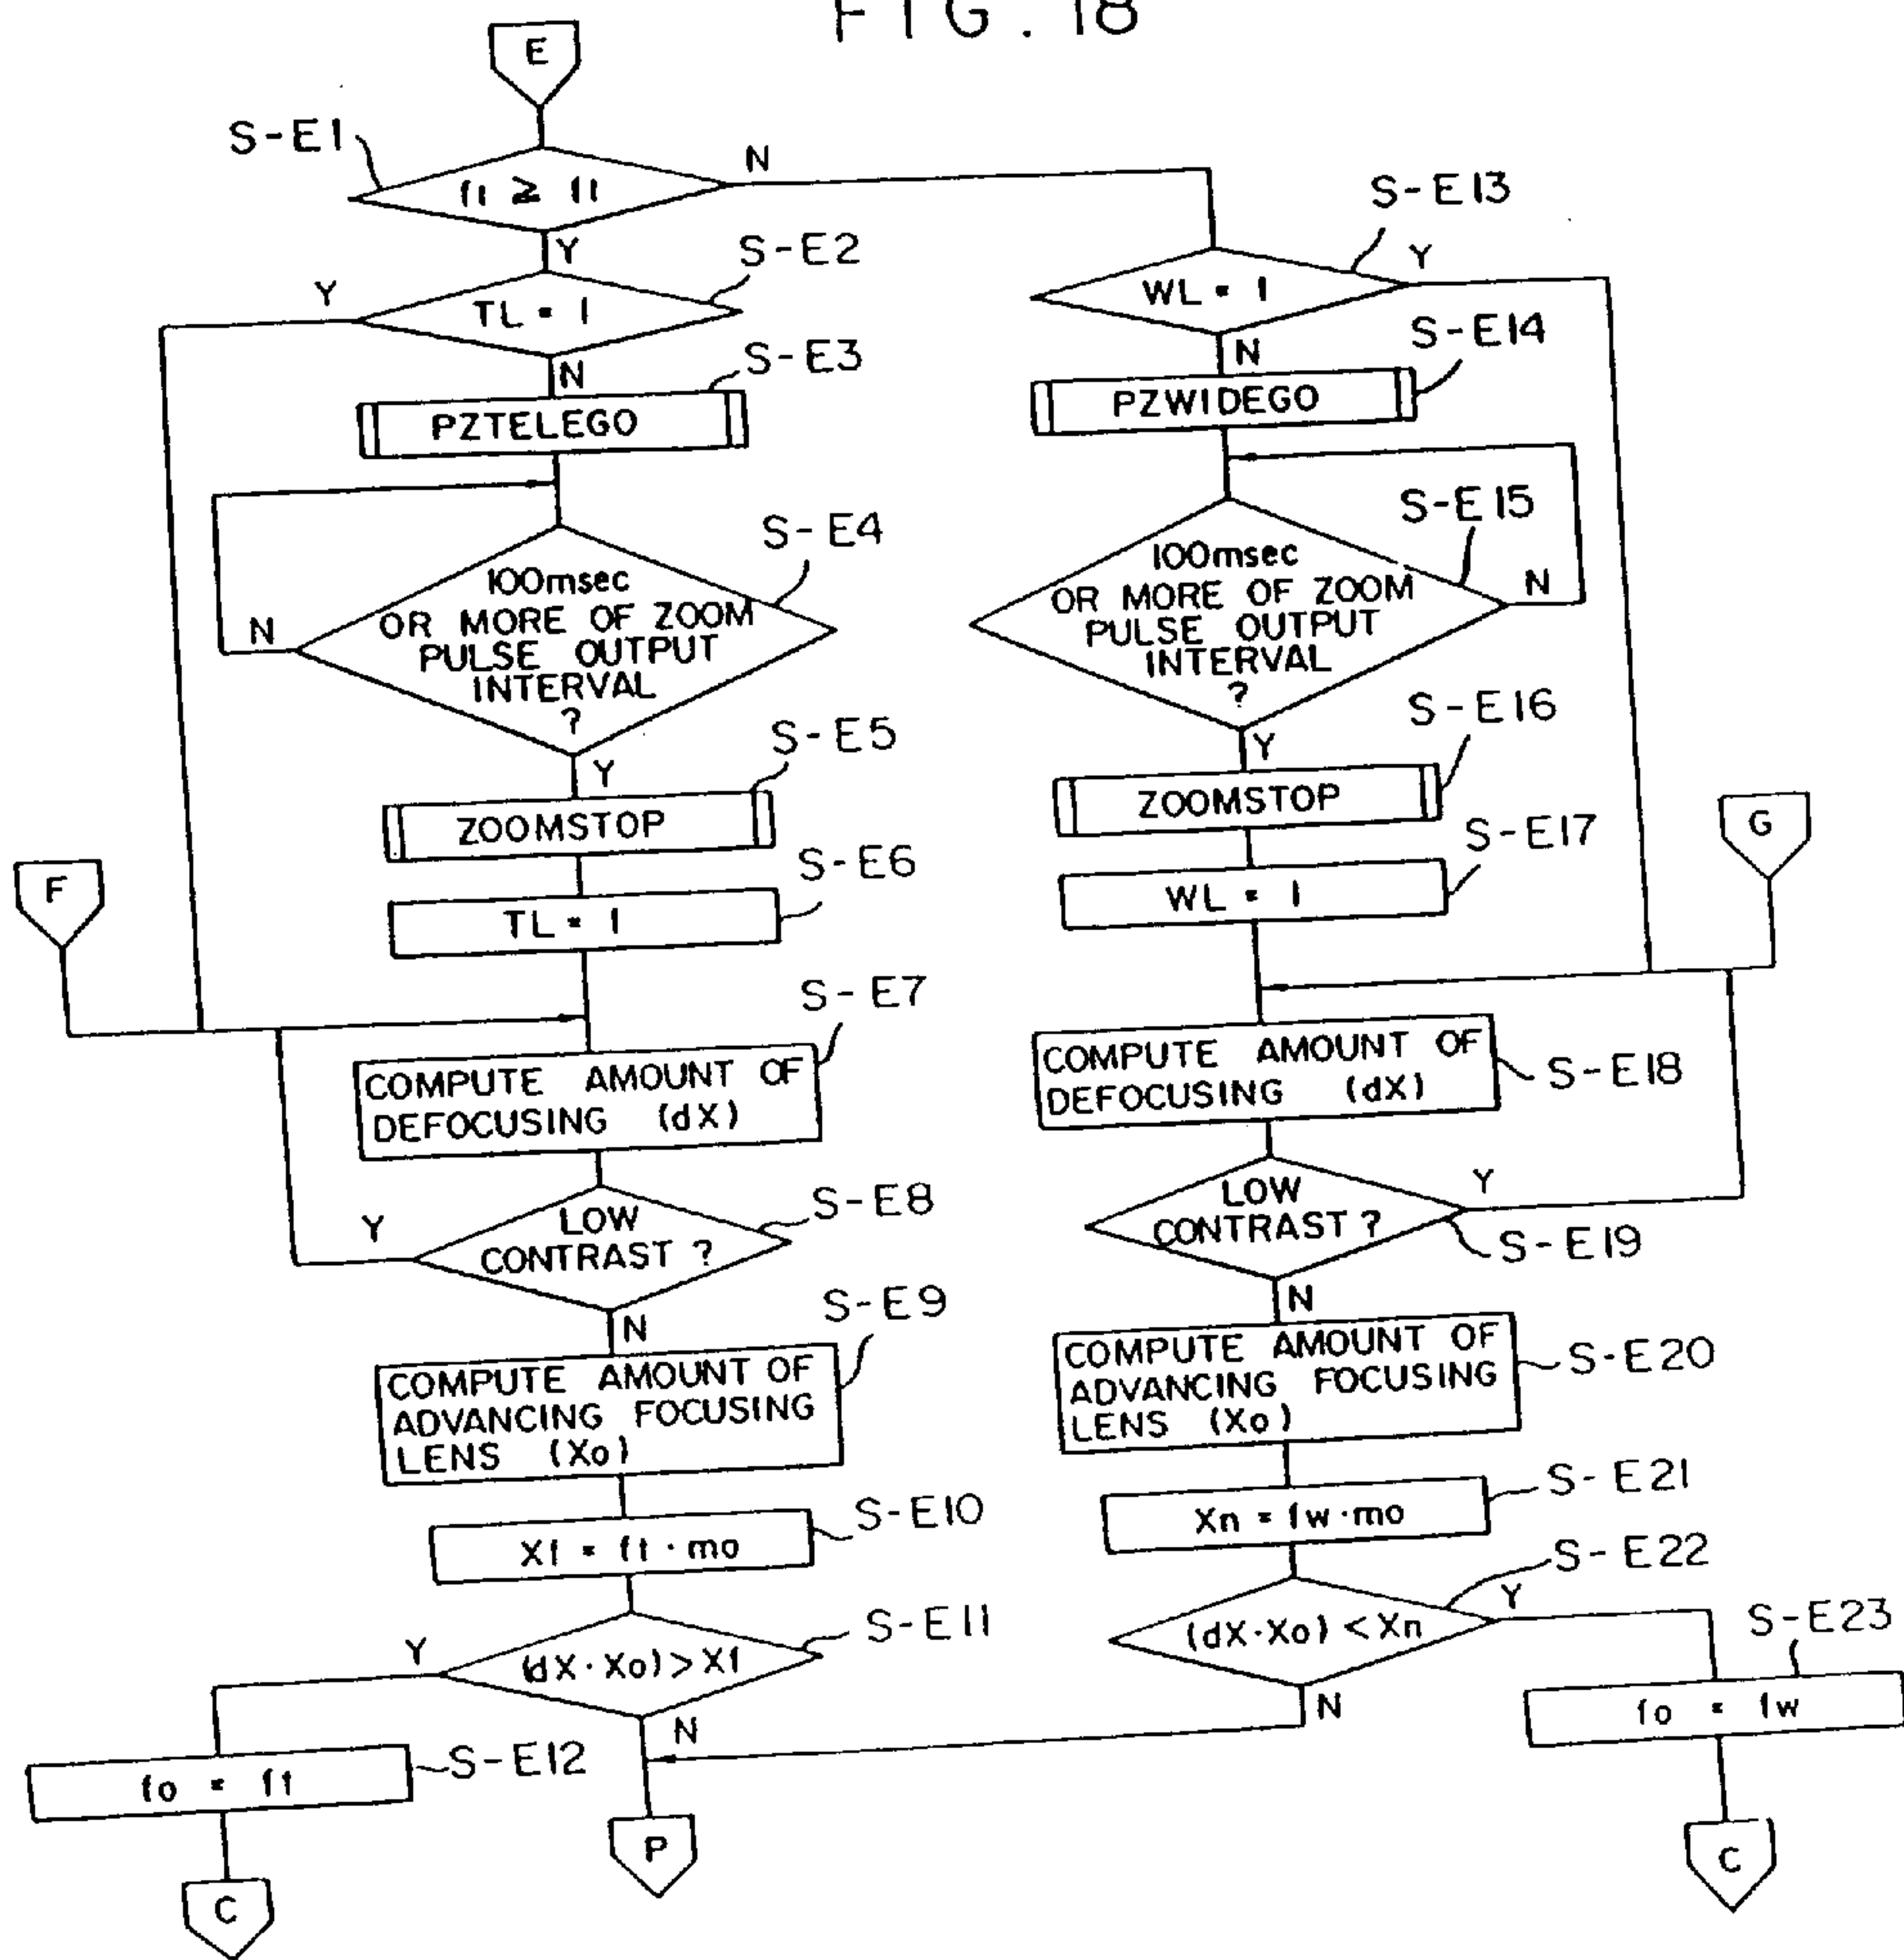 FIG. 18
E
S-E1
f1 ≥ ft
N
Y
S-E2
TL = 1
Y
N
S-E3
PZTELEGO
S-E4
100msec
OR MORE OF ZOOM
PULSE OUTPUT
INTERVAL
?
N
Y
S-E5
ZOOMSTOP
S-E6
TL = 1
F
S-E7
COMPUTE AMOUNT OF
DEFOCUSING (dX)
S-E8
LOW
CONTRAST ?
Y
N
S-E9
COMPUTE AMOUNT OF
ADVANCING FOCUSING
LENS (Xo)
S-E10
Xf = ft · mo
S-E11
(dX · Xo) > Xf
Y
N
S-E12
fo = ft
C
P
S-E13
WL = 1
Y
N
S-E14
PZWIDEGO
S-E15
100msec
OR MORE OF ZOOM
PULSE OUTPUT
INTERVAL
?
N
Y
S-E16
ZOOMSTOP
S-E17
WL = 1
G
S-E18
COMPUTE AMOUNT OF
DEFOCUSING (dX)
S-E19
LOW
CONTRAST ?
Y
N
S-E20
COMPUTE AMOUNT OF
ADVANCING FOCUSING
LENS (Xo)
S-E21
Xn = fw · mo
S-E22
(dX · Xo) < Xn
Y
N
S-E23
fo = fw
C